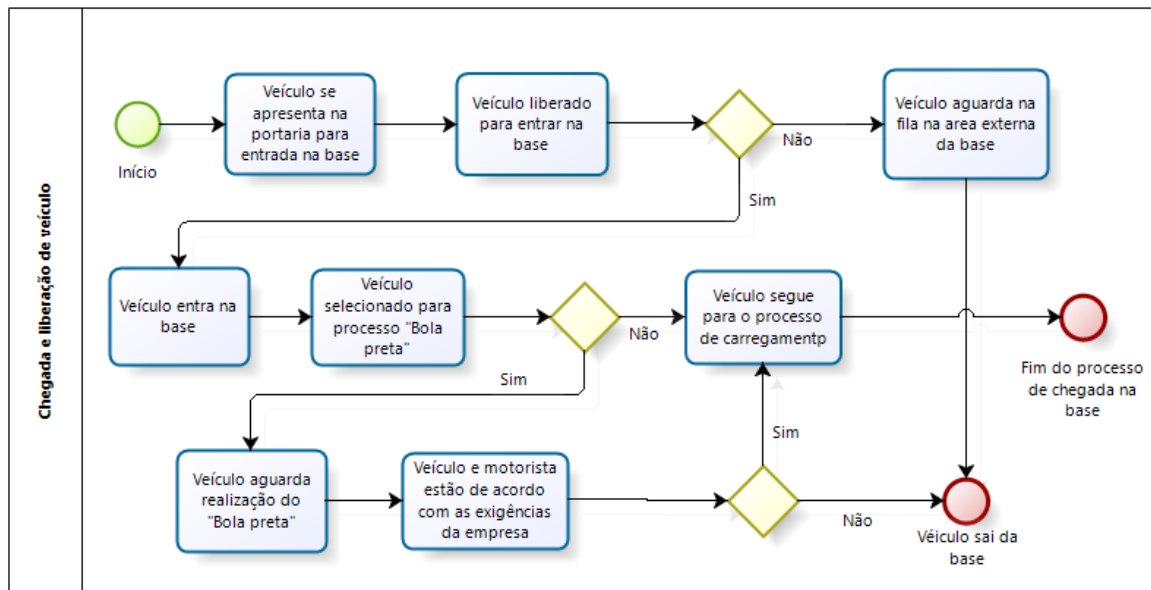 Chegada e liberação de veículo
Veículo se
apresenta na
portaria para
entrada na base
Veículo liberado
para entrar na
base
Veículo aguarda na
fila na area externa
da base
Início
Não
Sim
Veículo entra na
base
Veículo
selecionado para
processo "Bola
preta"
Não
Veículo segue
para o processo
de carregamentp
Fim do processo
de chegada na
base
Sim
Veículo aguarda
realização do
"Bola preta"
Veículo e motorista
estão de acordo
com as exigências
da empresa
Sim
Não
Véiculo sai da
base